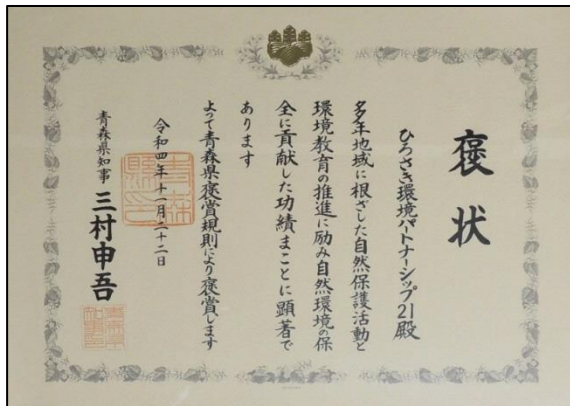 褒状
ひろさき環境パートナーシップ21殿
多年地域に根ざした自然保護活動と
環境教育の推進に励み自然環境の保
全に貢献した功績まことに顕著で
あります
よって青森県褒賞規則により褒賞します
令和四年十一月二十二日
青森県知事 三村申吾